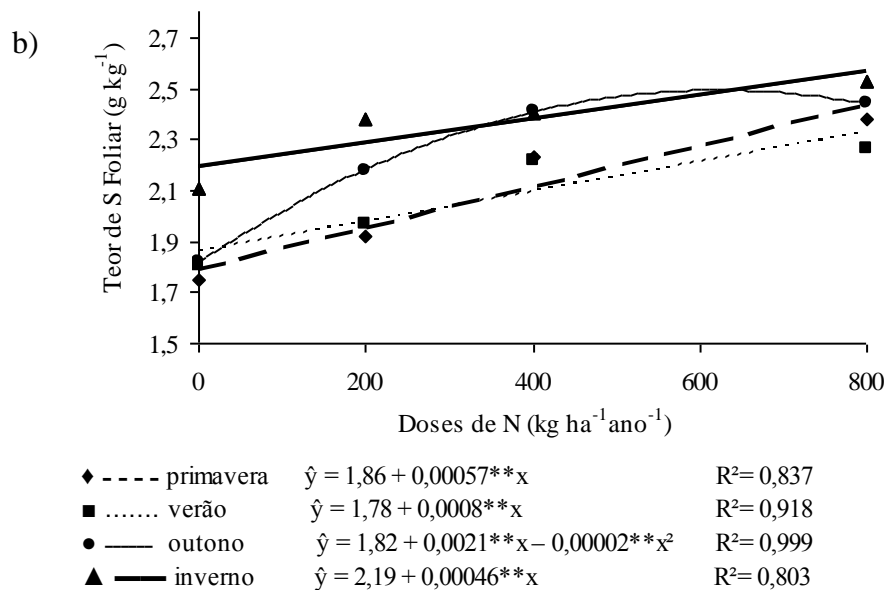 b)
Teor de S Foliar (g kg⁻¹)
2,7
2,5
2,3
2,1
1,9
1,7
1,5
0 200 400 600 800
Doses de N (kg ha⁻¹ano⁻¹)
primavera ŷ = 1,86 + 0,00057**x R²= 0,837
verão ŷ = 1,78 + 0,0008**x R²= 0,918
outono ŷ = 1,82 + 0,0021**x – 0,00002**x² R²= 0,999
inverno ŷ = 2,19 + 0,00046**x R²= 0,803